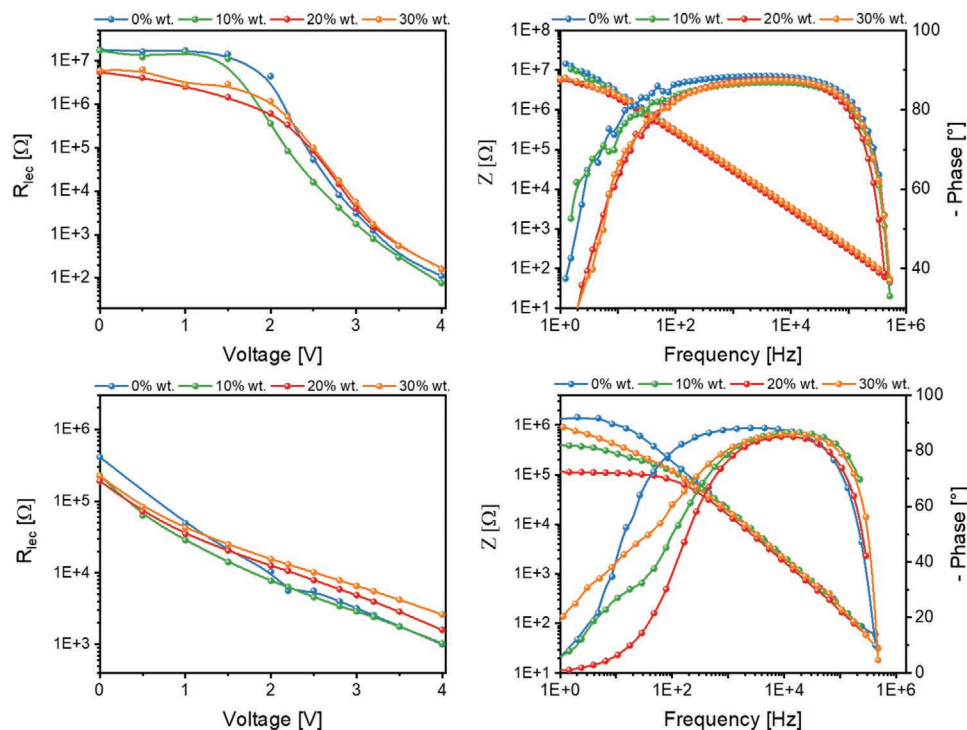 0% wt. 10% wt. 20% wt. 30% wt.
1E+7
1E+6
1E+5
1E+4
1E+3
1E+2
R_lec [Ω]
0 1 2 3 4
Voltage [V]
0% wt. 10% wt. 20% wt. 30% wt.
1E+8
1E+7
1E+6
1E+5
1E+4
1E+3
1E+2
1E+1
Z [Ω]
100
80
60
40
- Phase [°]
1E+0 1E+2 1E+4 1E+6
Frequency [Hz]
0% wt. 10% wt. 20% wt. 30% wt.
1E+6
1E+5
1E+4
1E+3
R_lec [Ω]
0 1 2 3 4
Voltage [V]
0% wt. 10% wt. 20% wt. 30% wt.
1E+6
1E+5
1E+4
1E+3
1E+2
1E+1
Z [Ω]
100
80
60
40
20
0
- Phase [°]
1E+0 1E+2 1E+4 1E+6
Frequency [Hz]